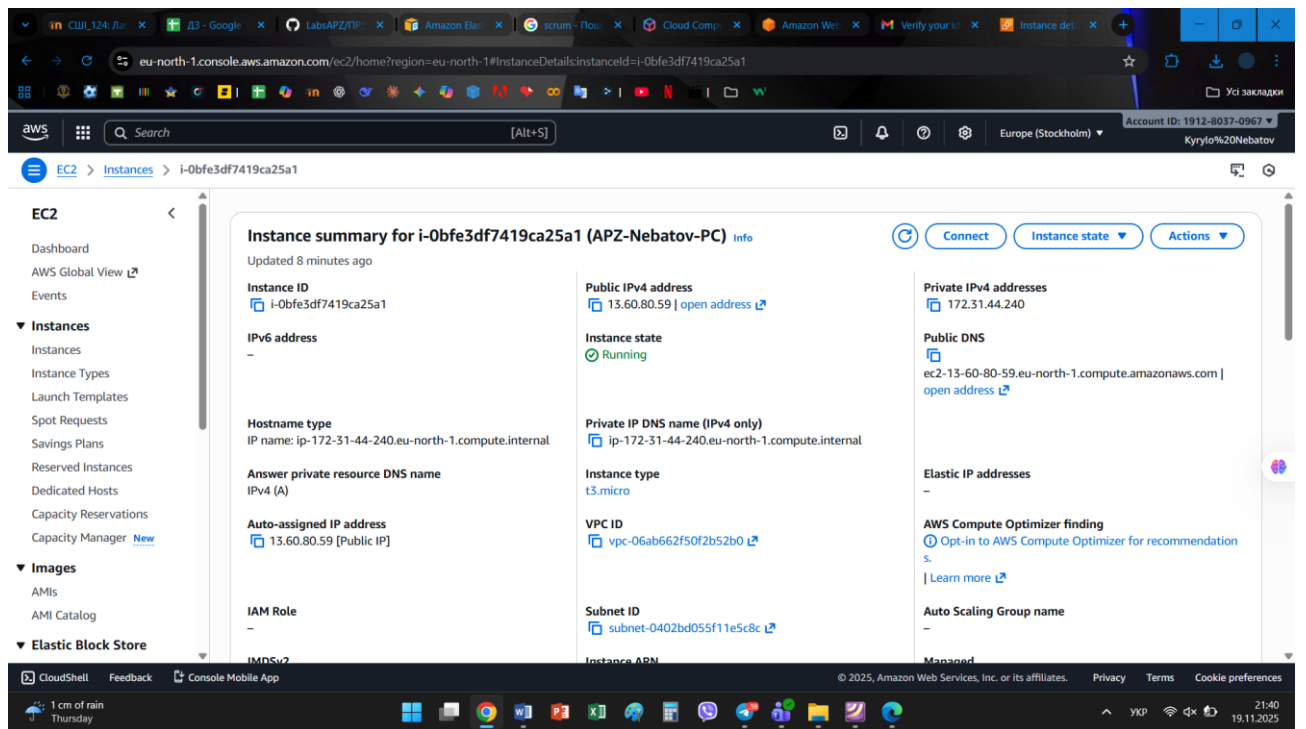 СШІ_124: Ла
ДЗ - Google
LabsAPZ/ПР
Amazon Elas
scrum - Пош
Cloud Comp
Amazon Web
Verify your id
Instance deta
eu-north-1.console.aws.amazon.com/ec2/home?region=eu-north-1#InstanceDetails:instanceId=i-0bfe3df7419ca25a1
Усі закладки
aws
Search
[Alt+S]
Europe (Stockholm) ▼
Account ID: 1912-8037-0967 ▼
Kyrylo%20Nebatov
EC2 > Instances > i-0bfe3df7419ca25a1
EC2
Dashboard
AWS Global View
Events
Instances
Instances
Instance Types
Launch Templates
Spot Requests
Savings Plans
Reserved Instances
Dedicated Hosts
Capacity Reservations
Capacity Manager New
Images
AMIs
AMI Catalog
Elastic Block Store
Instance summary for i-0bfe3df7419ca25a1 (APZ-Nebatov-PC) Info
Connect
Instance state ▼
Actions ▼
Updated 8 minutes ago
Instance ID
i-0bfe3df7419ca25a1
Public IPv4 address
13.60.80.59 | open address
Private IPv4 addresses
172.31.44.240
IPv6 address
–
Instance state
Running
Public DNS
ec2-13-60-80-59.eu-north-1.compute.amazonaws.com |
open address
Hostname type
IP name: ip-172-31-44-240.eu-north-1.compute.internal
Private IP DNS name (IPv4 only)
ip-172-31-44-240.eu-north-1.compute.internal
Answer private resource DNS name
IPv4 (A)
Instance type
t3.micro
Elastic IP addresses
–
Auto-assigned IP address
13.60.80.59 [Public IP]
VPC ID
vpc-06ab662f50f2b52b0
AWS Compute Optimizer finding
Opt-in to AWS Compute Optimizer for recommendation
s.
| Learn more
IAM Role
–
Subnet ID
subnet-0402bd055f11e5c8c
Auto Scaling Group name
–
IMDSv2
Instance ARN
Managed
CloudShell
Feedback
Console Mobile App
© 2025, Amazon Web Services, Inc. or its affiliates.
Privacy
Terms
Cookie preferences
1 cm of rain
Thursday
УКР
21:40
19.11.2025